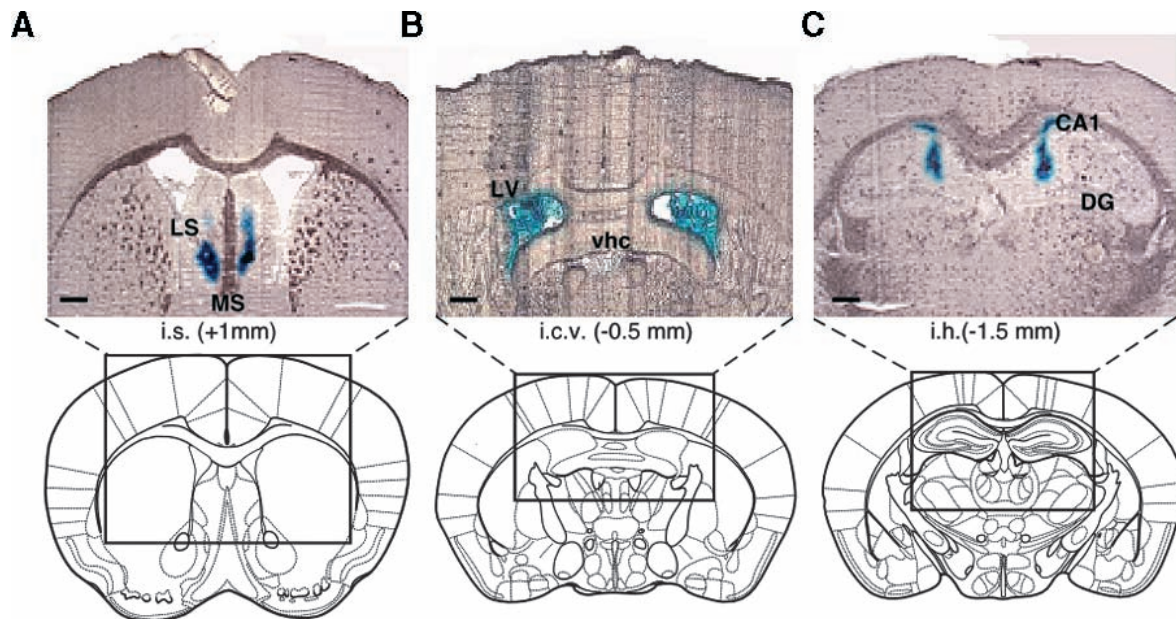 A
B
C
LS
MS
LV
vhc
CA1
DG
i.s. (+1mm)
i.c.v. (-0.5 mm)
i.h.(-1.5 mm)